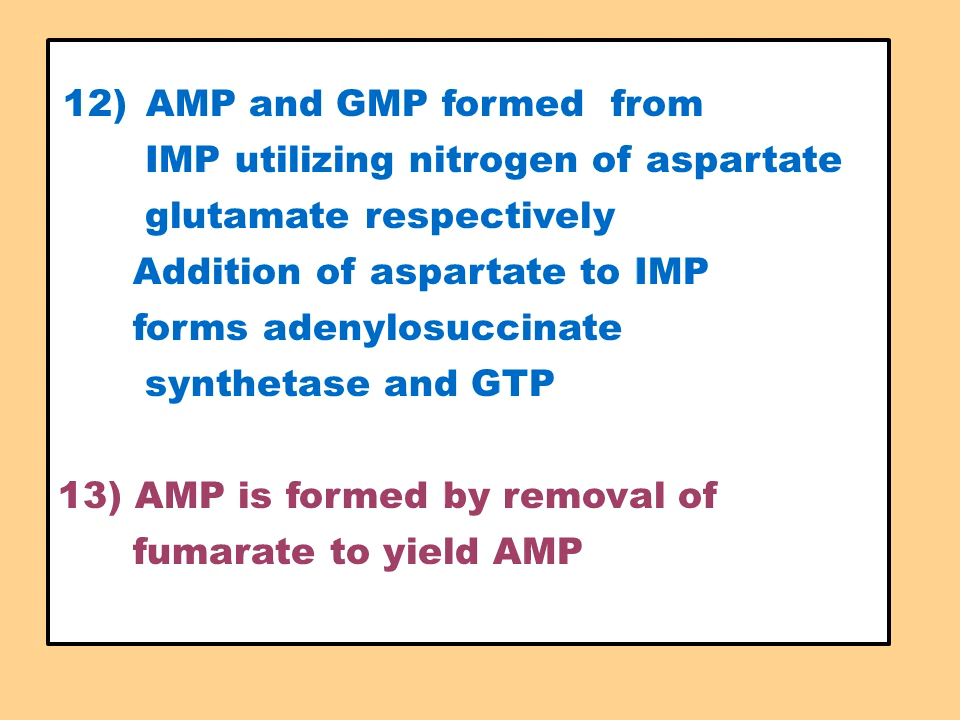 12) AMP and GMP formed from
IMP utilizing nitrogen of aspartate
glutamate respectively
Addition of aspartate to IMP
forms adenylosuccinate
synthetase and GTP
13) AMP is formed by removal of
fumarate to yield AMP